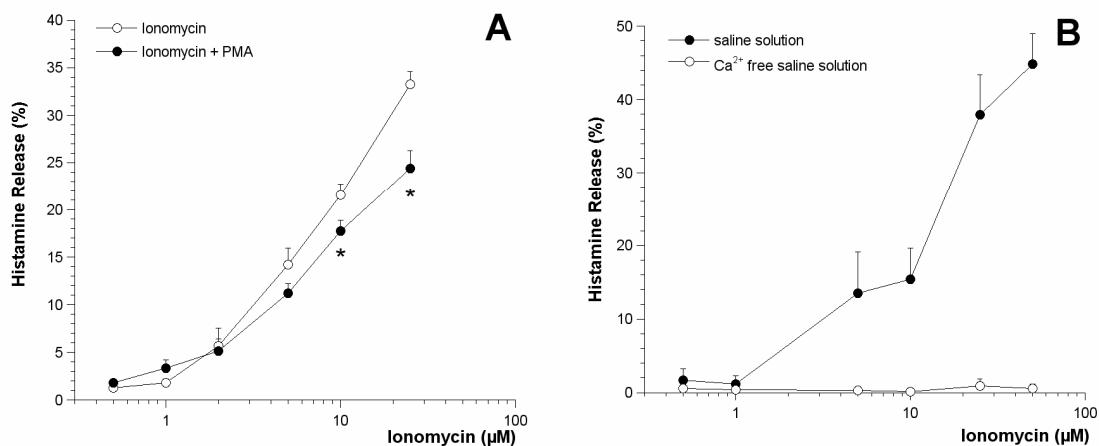 A
Ionomycin
Ionomycin + PMA
Histamine Release (%)
40
35
30
25
20
15
10
5
0
*
*
1
10
100
Ionomycin (µM)
B
saline solution
Ca²⁺ free saline solution
Histamine Release (%)
50
40
30
20
10
0
1
10
100
Ionomycin (µM)